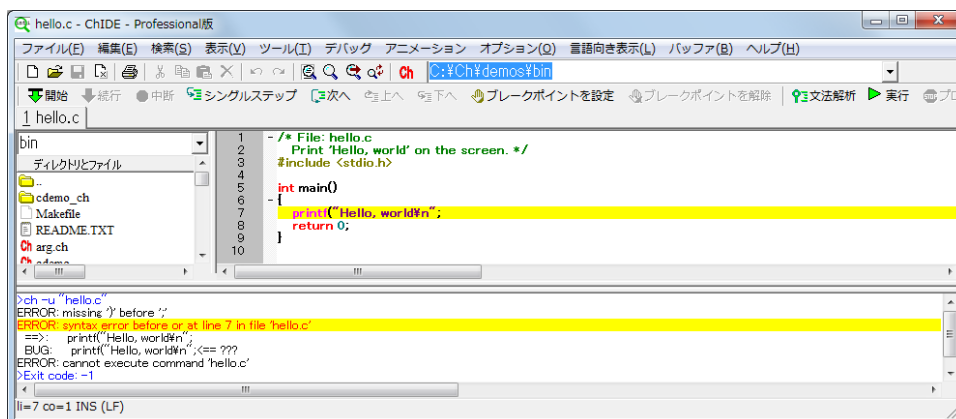 hello.c - ChIDE - Professional版
ファイル(F) 編集(E) 検索(S) 表示(V) ツール(T) デバッグ アニメーション オプション(O) 言語向き表示(L) バッファ(B) ヘルプ(H)
Ch C:¥Ch¥demos¥bin
開始 続行 中断 シングルステップ 次へ 上へ 下へ ブレークポイントを設定 ブレークポイントを解除 文法解析 実行 プロ
1 hello.c
bin
ディレクトリとファイル
..
cdemo_ch
Makefile
README.TXT
Ch arg.ch
Ch
1 - /* File: hello.c
2 Print 'Hello, world' on the screen. */
3 #include <stdio.h>
4
5 int main()
6 - {
7 printf("Hello, world¥n";
8 return 0;
9 }
10
>ch -u "hello.c"
ERROR: missing ')' before ';'
ERROR: syntax error before or at line 7 in file 'hello.c'
==>: printf("Hello, world¥n";
BUG: printf("Hello, world¥n";<== ???
ERROR: cannot execute command 'hello.c'
>Exit code: -1
li=7 co=1 INS (LF)